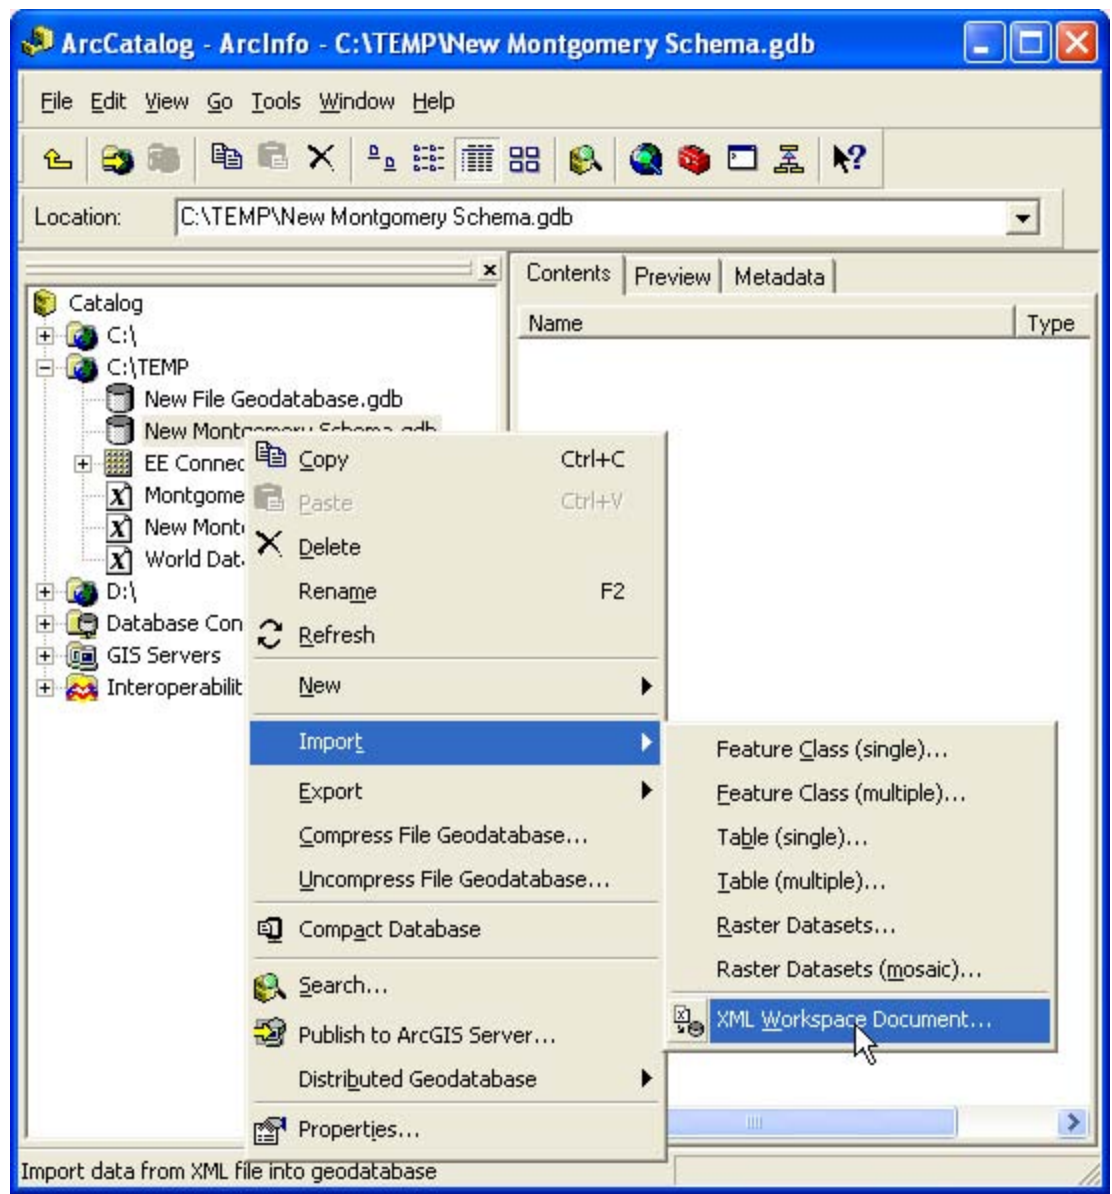 ArcCatalog - ArcInfo - C:\TEMP\New Montgomery Schema.gdb
File Edit View Go Tools Window Help
Location: C:\TEMP\New Montgomery Schema.gdb
Contents Preview Metadata
Name Type
Catalog
C:\
C:\TEMP
New File Geodatabase.gdb
New Montgomery Schema.gdb
EE Connec
Montgome
New Mont
World Dat
D:\
Database Con
GIS Servers
Interoperabilit
Copy Ctrl+C
Paste Ctrl+V
Delete
Rename F2
Refresh
New
Import
Export
Compress File Geodatabase...
Uncompress File Geodatabase...
Compact Database
Search...
Publish to ArcGIS Server...
Distributed Geodatabase
Properties...
Feature Class (single)...
Feature Class (multiple)...
Table (single)...
Table (multiple)...
Raster Datasets...
Raster Datasets (mosaic)...
XML Workspace Document...
Import data from XML file into geodatabase